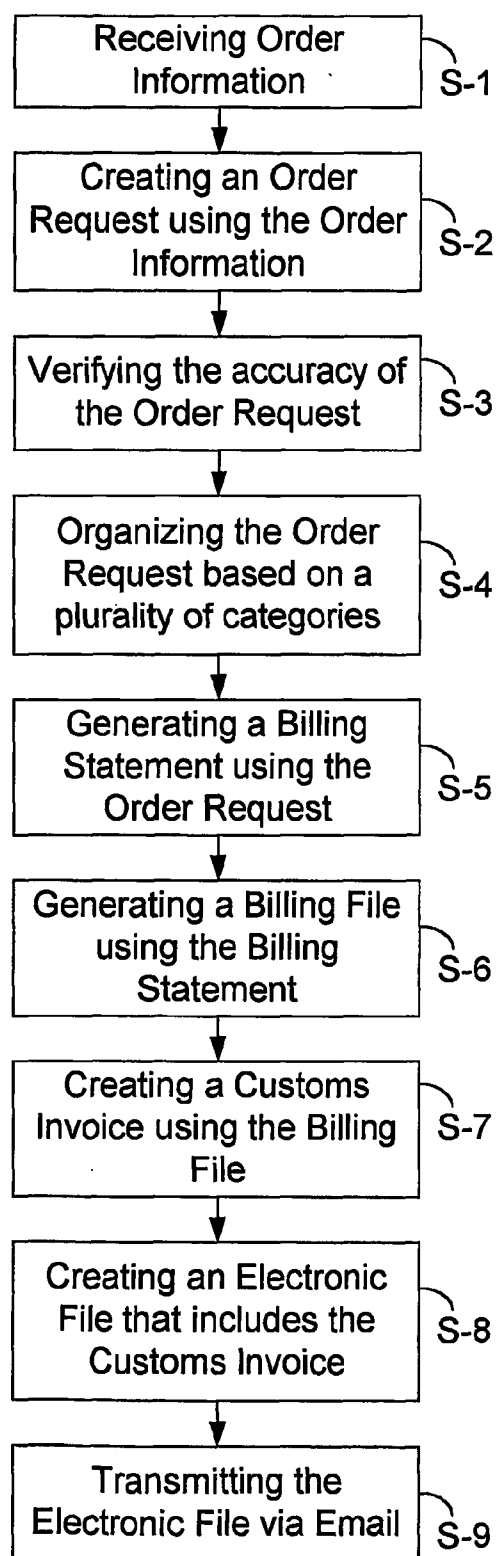 Receiving Order
Information
S-1
Creating an Order
Request using the Order
Information
S-2
Verifying the accuracy of
the Order Request
S-3
Organizing the Order
Request based on a
plurality of categories
S-4
Generating a Billing
Statement using the
Order Request
S-5
Generating a Billing File
using the Billing
Statement
S-6
Creating a Customs
Invoice using the Billing
File
S-7
Creating an Electronic
File that includes the
Customs Invoice
S-8
Transmitting the
Electronic File via Email
S-9